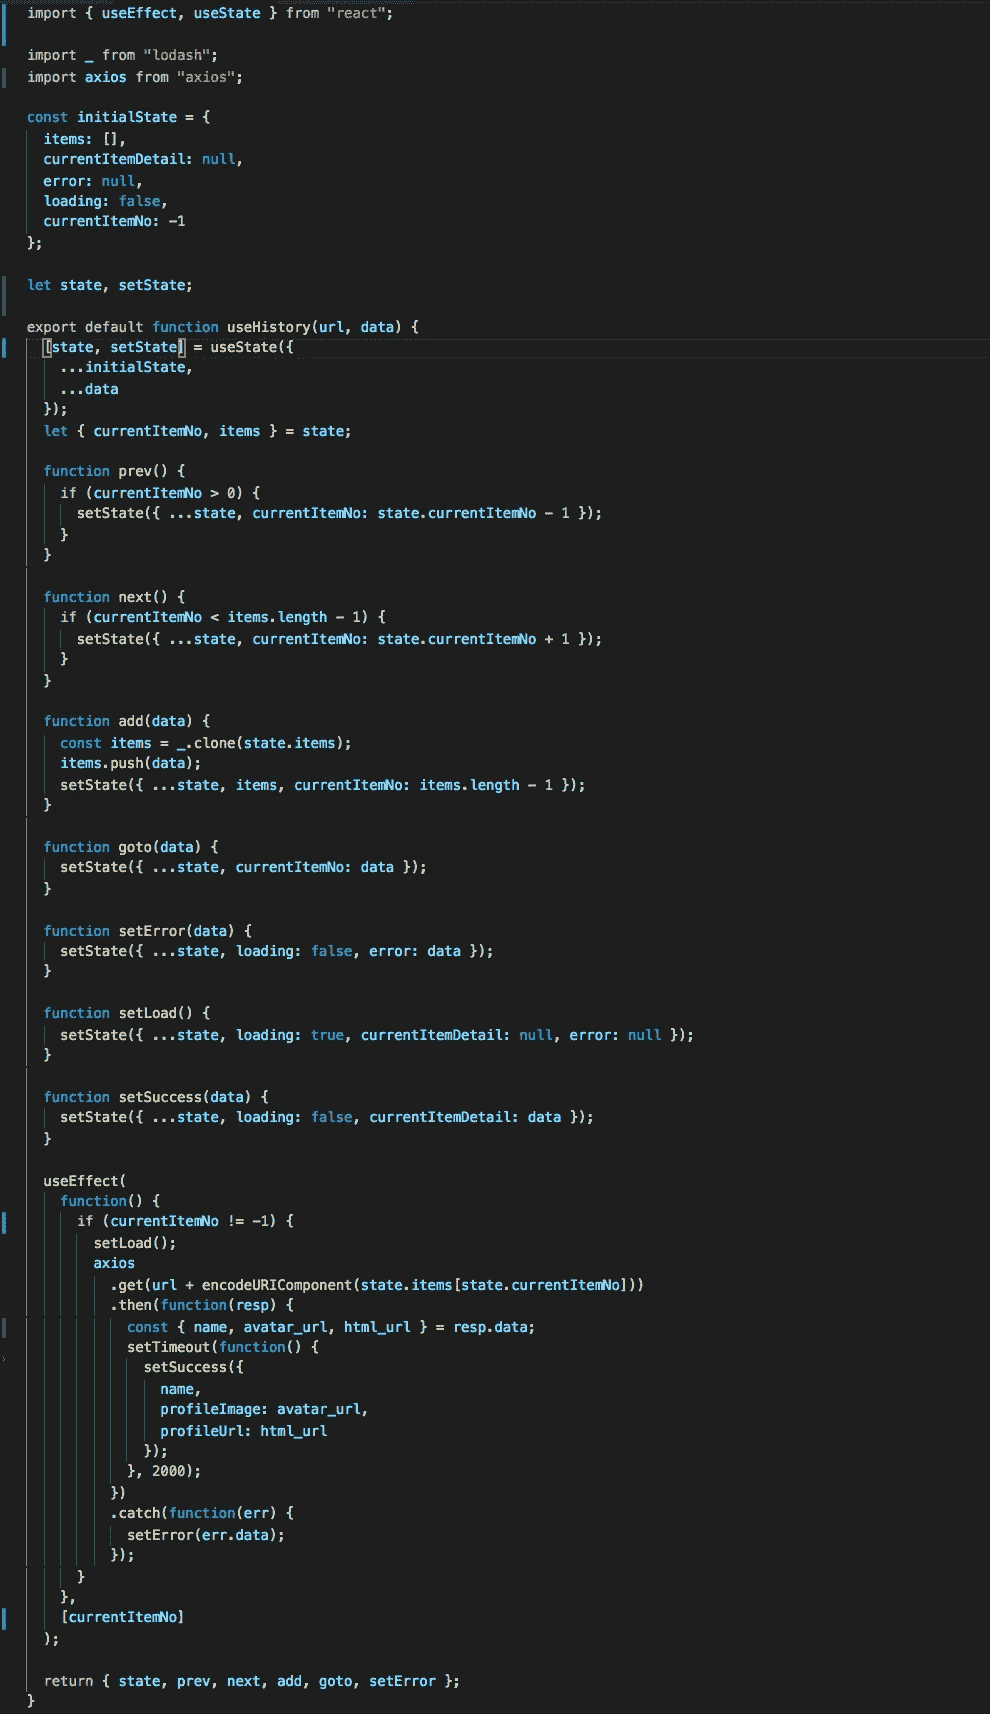 import { useEffect, useState } from "react";
import _ from "lodash";
import axios from "axios";
const initialState = {
  items: [],
  currentItemDetail: null,
  error: null,
  loading: false,
  currentItemNo: -1
};
let state, setState;
export default function useHistory(url, data) {
  [state, setState] = useState({
    ...initialState,
    ...data
  });
  let { currentItemNo, items } = state;
  function prev() {
    if (currentItemNo > 0) {
      setState({ ...state, currentItemNo: state.currentItemNo - 1 });
    }
  }
  function next() {
    if (currentItemNo < items.length - 1) {
      setState({ ...state, currentItemNo: state.currentItemNo + 1 });
    }
  }
  function add(data) {
    const items = _.clone(state.items);
    items.push(data);
    setState({ ...state, items, currentItemNo: items.length - 1 });
  }
  function goto(data) {
    setState({ ...state, currentItemNo: data });
  }
  function setError(data) {
    setState({ ...state, loading: false, error: data });
  }
  function setLoad() {
    setState({ ...state, loading: true, currentItemDetail: null, error: null });
  }
  function setSuccess(data) {
    setState({ ...state, loading: false, currentItemDetail: data });
  }
  useEffect(
    function() {
      if (currentItemNo != -1) {
        setLoad();
        axios
          .get(url + encodeURIComponent(state.items[state.currentItemNo]))
          .then(function(resp) {
            const { name, avatar_url, html_url } = resp.data;
            setTimeout(function() {
              setSuccess({
                name,
                profileImage: avatar_url,
                profileUrl: html_url
              });
            }, 2000);
          })
          .catch(function(err) {
            setError(err.data);
          });
      }
    },
    [currentItemNo]
  );
  return { state, prev, next, add, goto, setError };
}